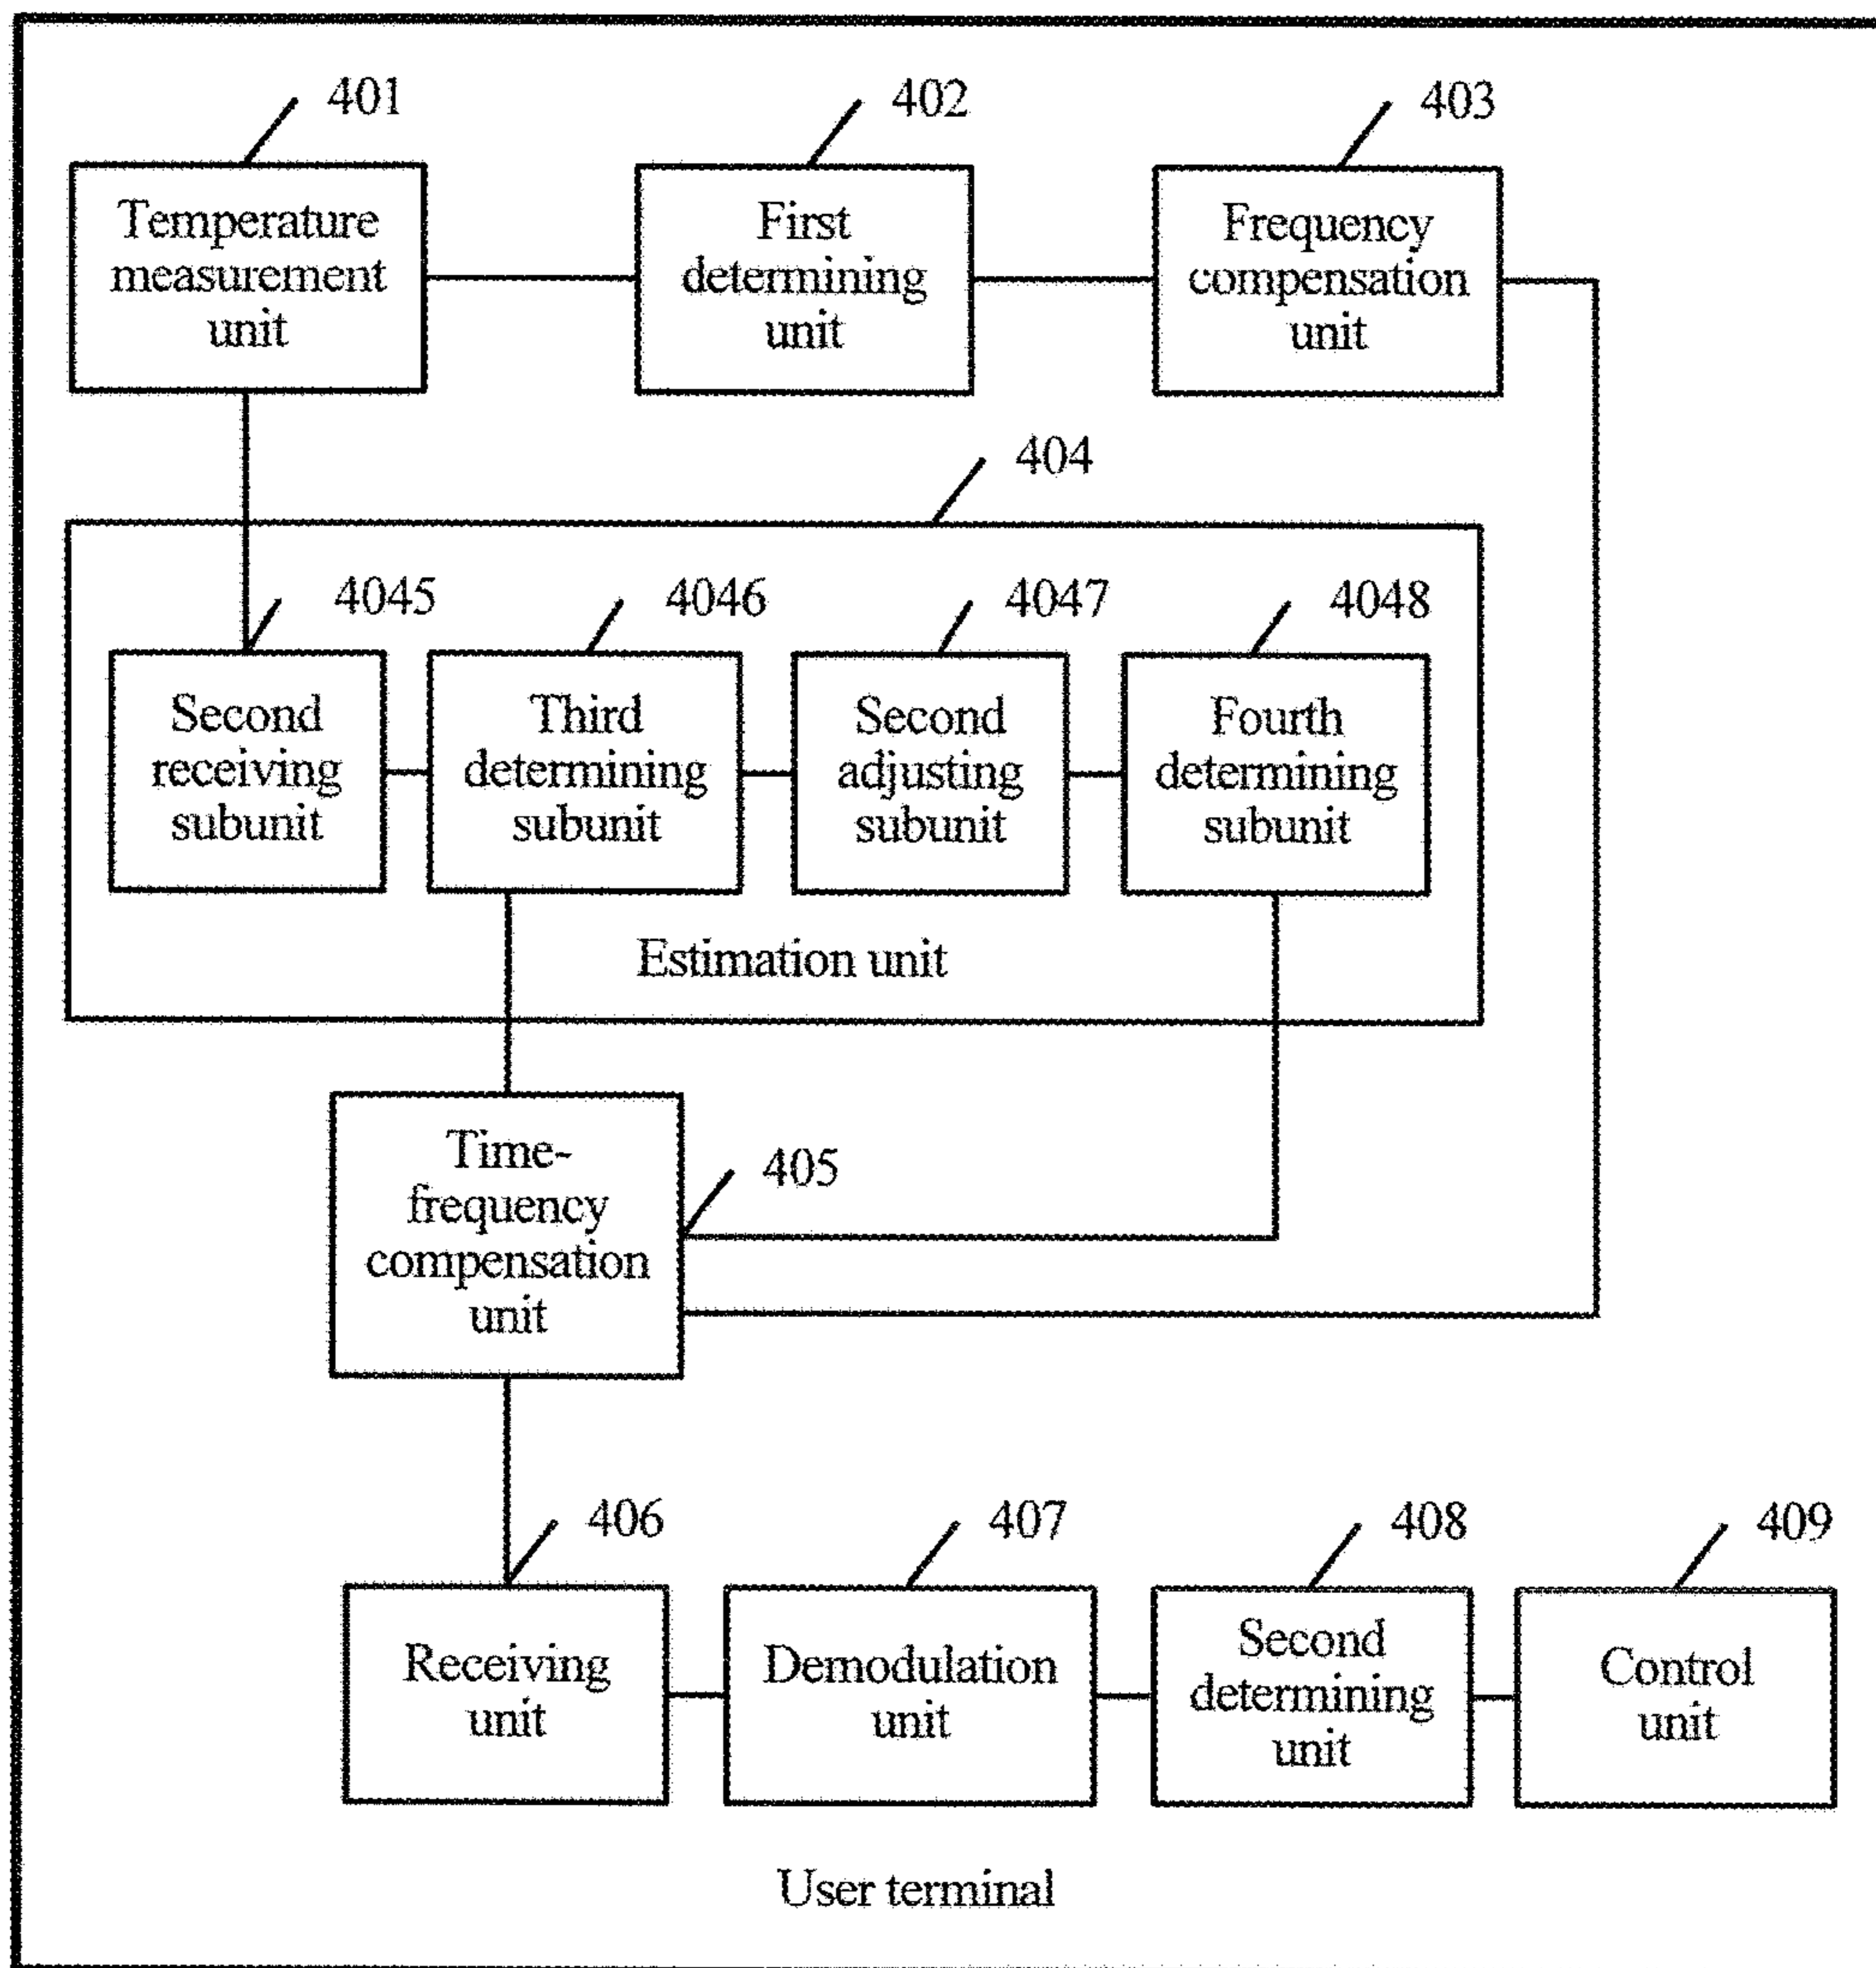 401
402
403
Temperature
measurement
unit
First
determining
unit
Frequency
compensation
unit
404
4045
4046
4047
4048
Second
receiving
subunit
Third
determining
subunit
Second
adjusting
subunit
Fourth
determining
subunit
Estimation unit
405
Time-
frequency
compensation
unit
406
407
408
409
Receiving
unit
Demodulation
unit
Second
determining
unit
Control
unit
User terminal